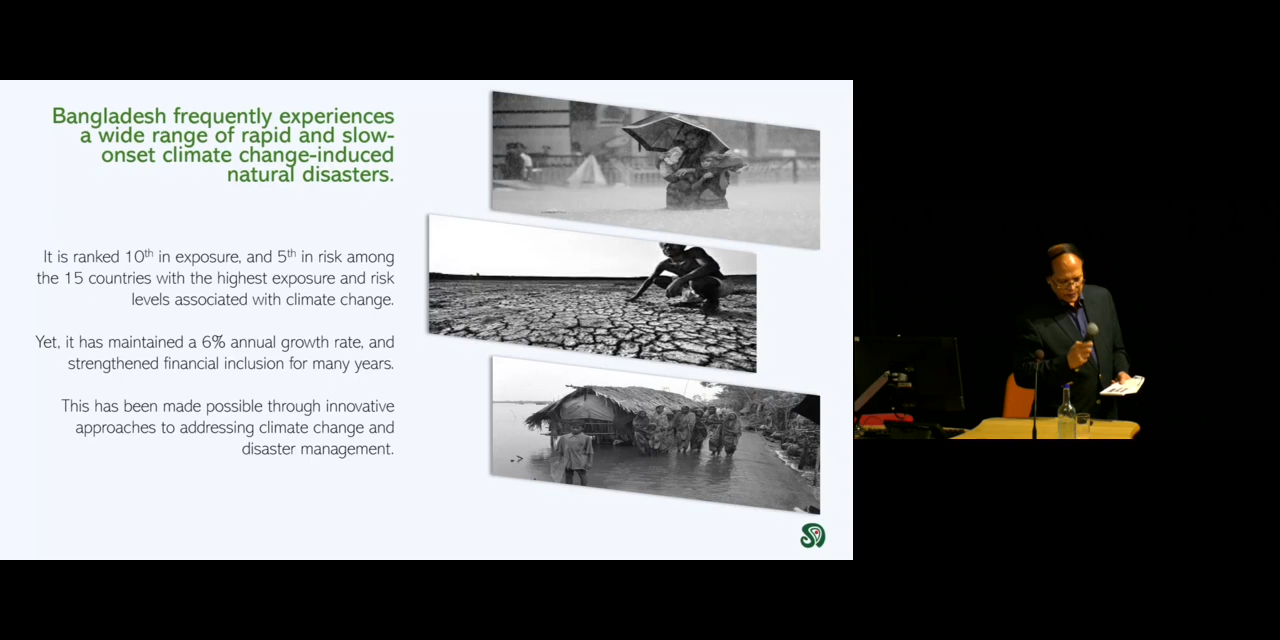 Bangladesh frequently experiences
a wide range of rapid and slow-
onset climate change-induced
natural disasters.
It is ranked 10th in exposure, and 5th in risk among
the 15 countries with the highest exposure and risk
levels associated with climate change.
Yet, it has maintained a 6% annual growth rate, and
strengthened financial inclusion for many years.
This has been made possible through innovative
approaches to addressing climate change and
disaster management.